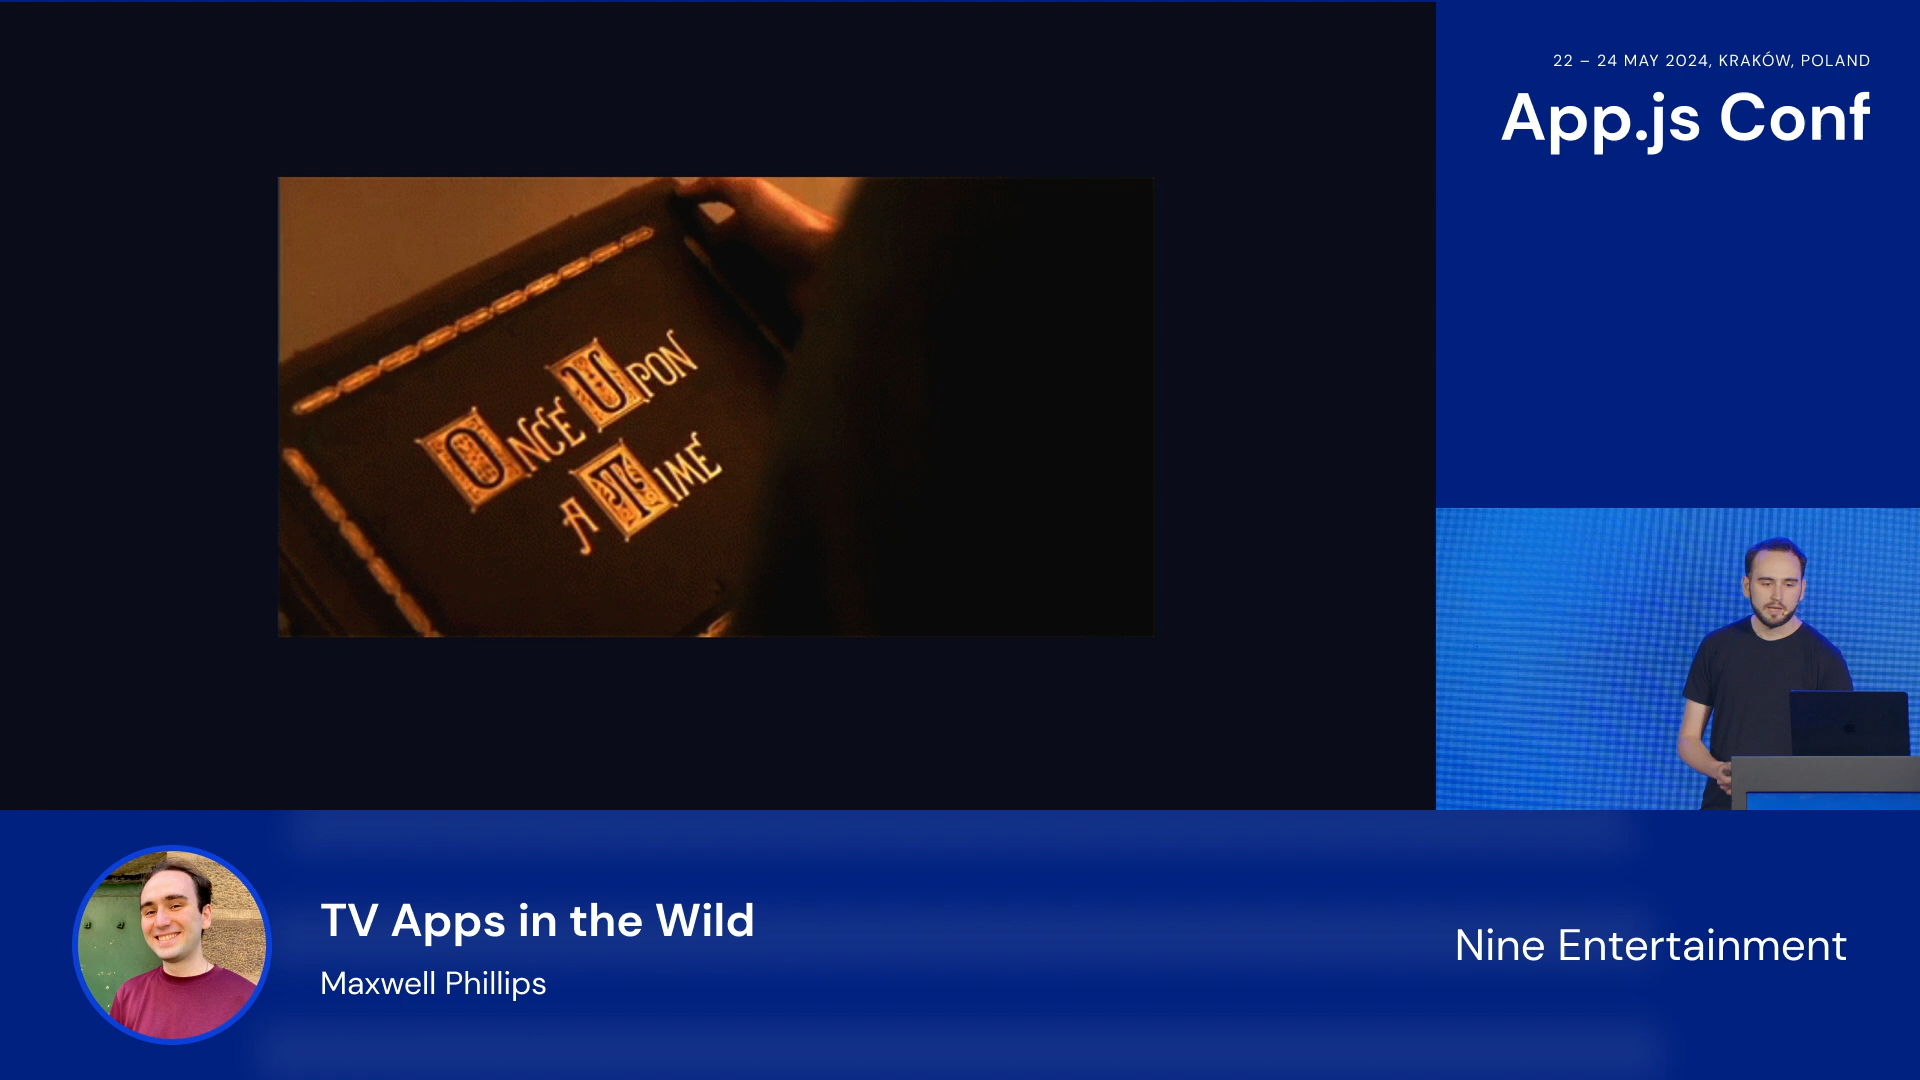 22 – 24 MAY 2024, KRAKÓW, POLAND
App.js Conf
ONCE UPON
A TIME
TV Apps in the Wild
Maxwell Phillips
Nine Entertainment